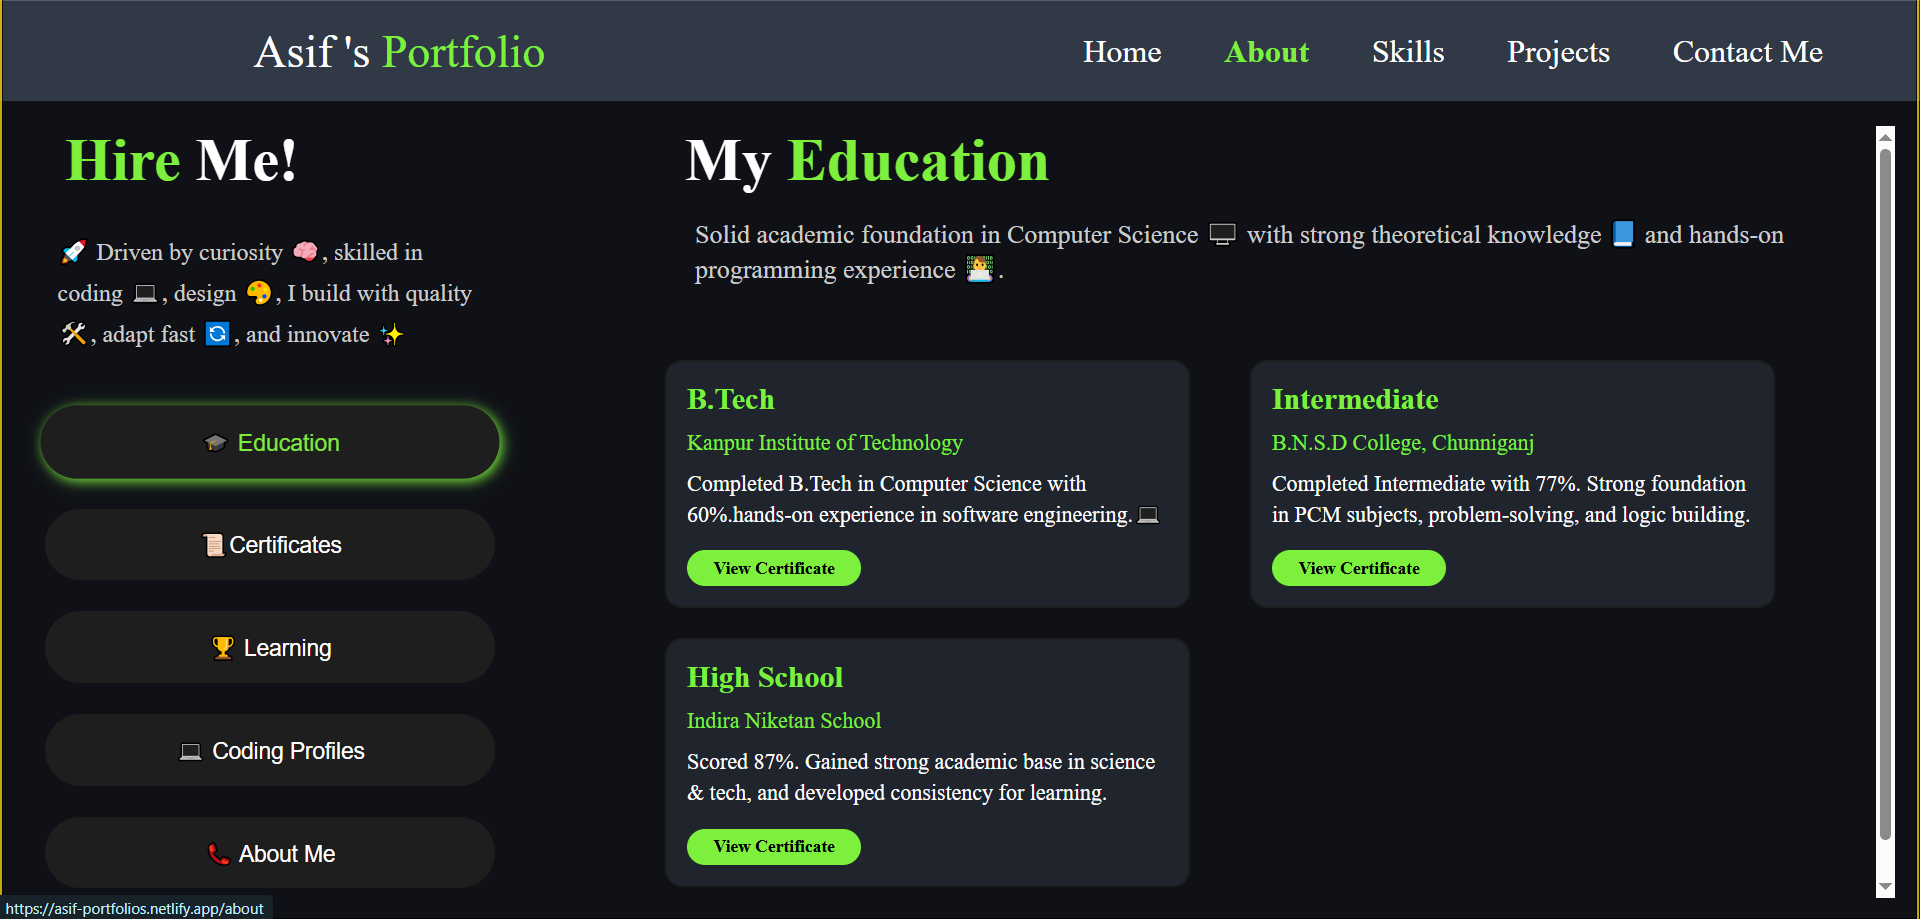 Asif 's Portfolio
Home About Skills Projects Contact Me
Hire Me!
🚀 Driven by curiosity 🧠, skilled in
coding 💻, design 🎨, I build with quality
🛠️, adapt fast 🔄, and innovate ✨
🎓 Education
📜Certificates
🏆 Learning
💻 Coding Profiles
📞 About Me
My Education
Solid academic foundation in Computer Science 🖥️ with strong theoretical knowledge 📘 and hands-on
programming experience 👨‍💻.
B.Tech
Kanpur Institute of Technology
Completed B.Tech in Computer Science with
60%.hands-on experience in software engineering.💻
View Certificate
Intermediate
B.N.S.D College, Chunniganj
Completed Intermediate with 77%. Strong foundation
in PCM subjects, problem-solving, and logic building.
View Certificate
High School
Indira Niketan School
Scored 87%. Gained strong academic base in science
& tech, and developed consistency for learning.
View Certificate
https://asif-portfolios.netlify.app/about